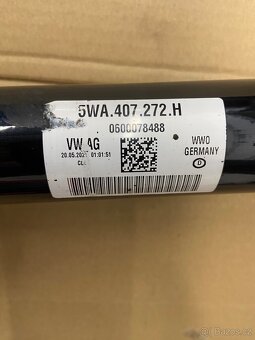 5WA.407.272.H
0600078488
VW AG
WWO
GERMANY
D